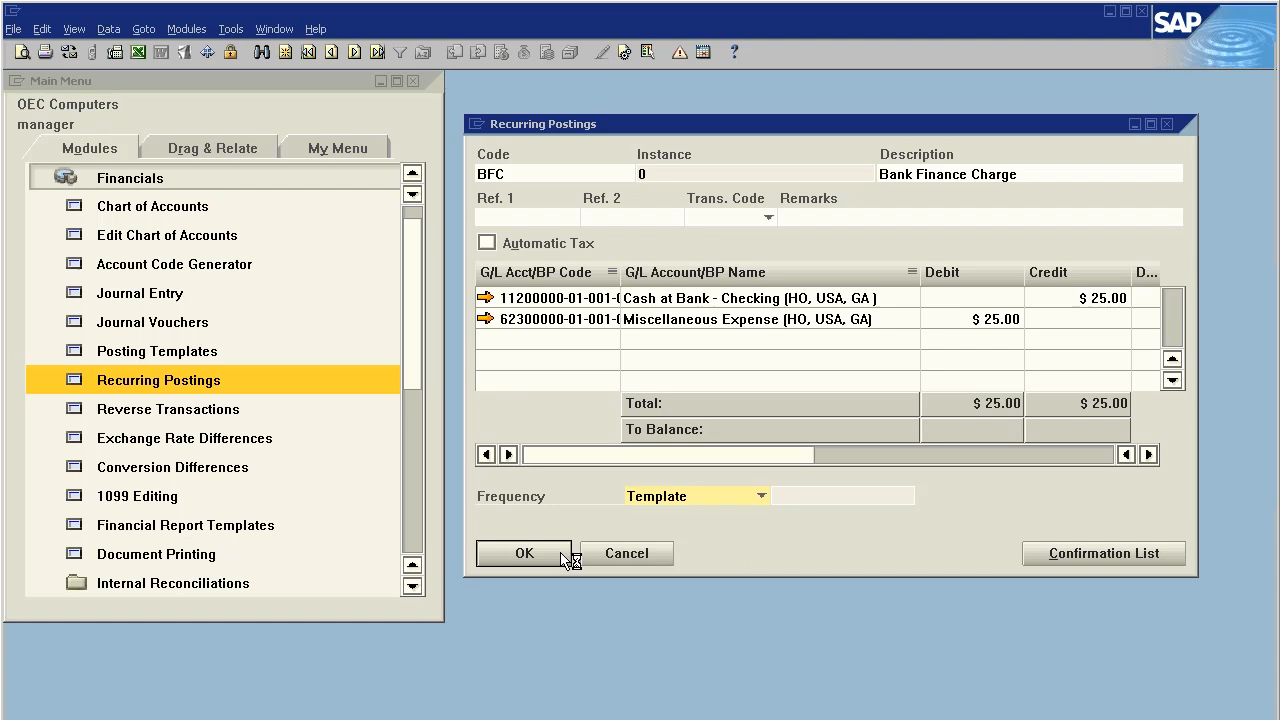 File Edit View Data Goto Modules Tools Window Help
SAP
Main Menu
OEC Computers
manager
Modules Drag & Relate My Menu
Financials
Chart of Accounts
Edit Chart of Accounts
Account Code Generator
Journal Entry
Journal Vouchers
Posting Templates
Recurring Postings
Reverse Transactions
Exchange Rate Differences
Conversion Differences
1099 Editing
Financial Report Templates
Document Printing
Internal Reconciliations
Recurring Postings
Code Instance Description
BFC 0 Bank Finance Charge
Ref. 1 Ref. 2 Trans. Code Remarks
Automatic Tax
G/L Acct/BP Code G/L Account/BP Name Debit Credit D...
11200000-01-001-( Cash at Bank - Checking (HO, USA, GA ) $ 25.00
62300000-01-001-( Miscellaneous Expense (HO, USA, GA) $ 25.00
Total: $ 25.00 $ 25.00
To Balance:
Frequency Template
OK Cancel Confirmation List